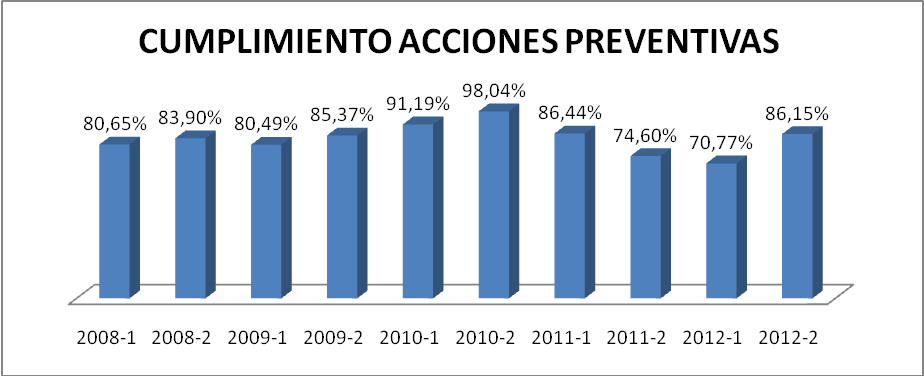 CUMPLIMIENTO ACCIONES PREVENTIVAS
80,65% 83,90% 80,49% 85,37% 91,19% 98,04% 86,44% 74,60% 70,77% 86,15%
2008-1 2008-2 2009-1 2009-2 2010-1 2010-2 2011-1 2011-2 2012-1 2012-2